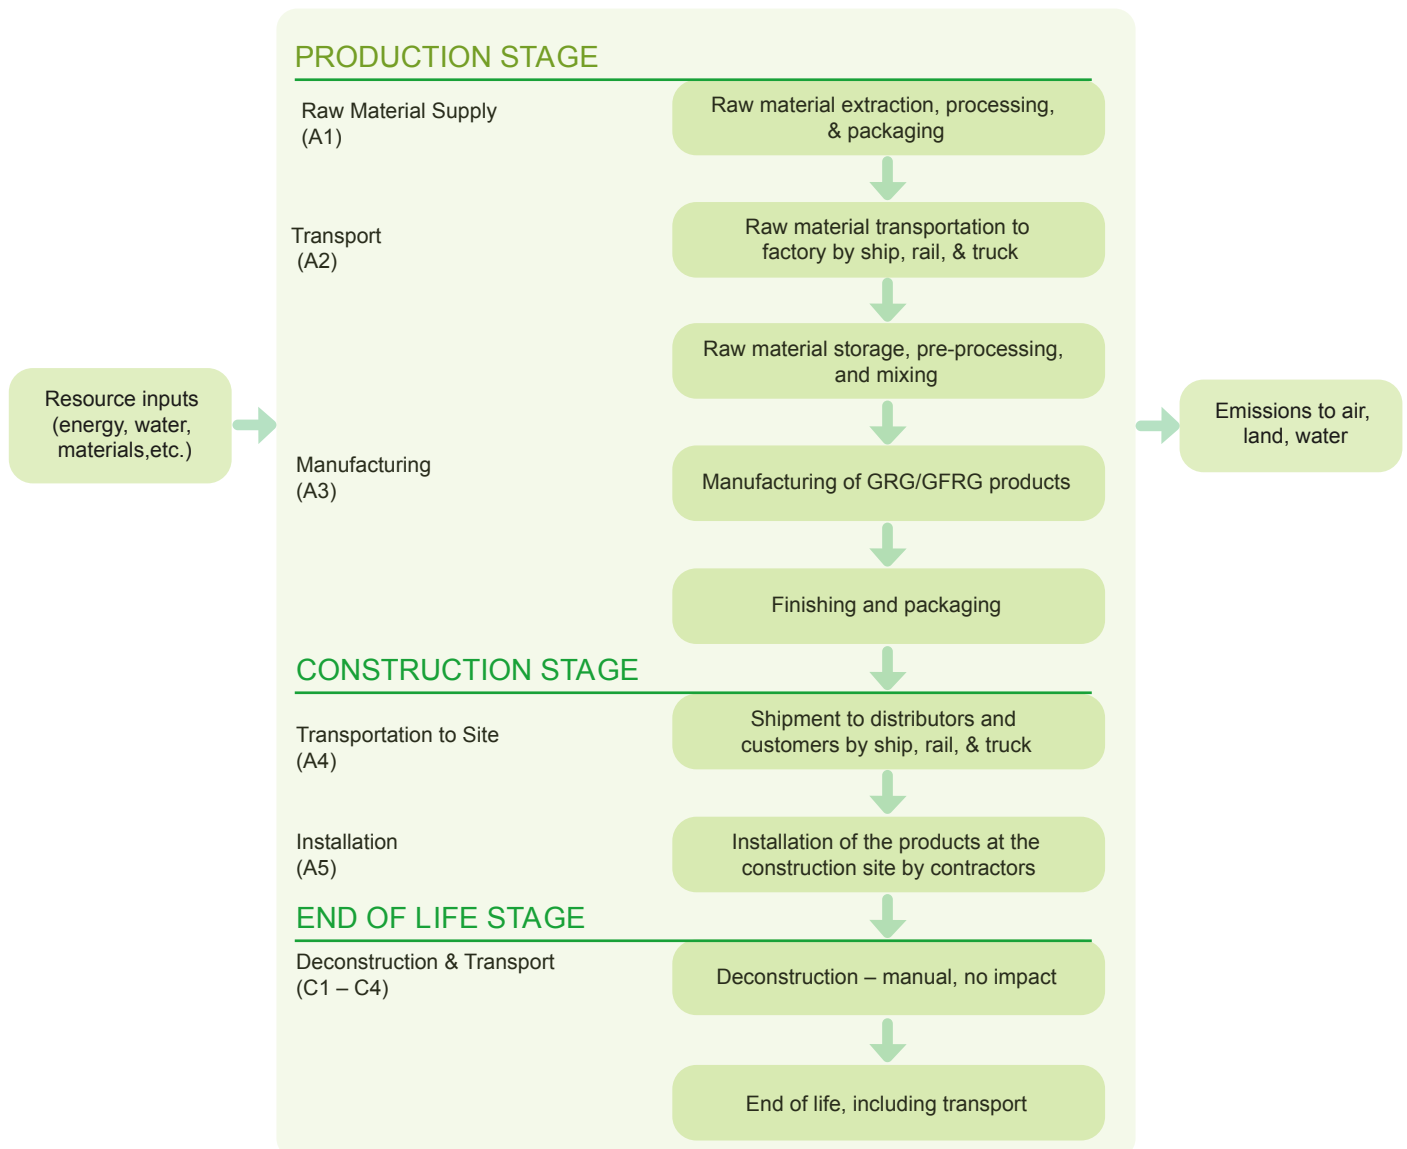 PRODUCTION STAGE
Raw Material Supply
(A1)
Raw material extraction, processing,
& packaging
Transport
(A2)
Raw material transportation to
factory by ship, rail, & truck
Raw material storage, pre-processing,
and mixing
Resource inputs
(energy, water,
materials,etc.)
Manufacturing
(A3)
Manufacturing of GRG/GFRG products
Emissions to air,
land, water
Finishing and packaging
CONSTRUCTION STAGE
Transportation to Site
(A4)
Shipment to distributors and
customers by ship, rail, & truck
Installation
(A5)
Installation of the products at the
construction site by contractors
END OF LIFE STAGE
Deconstruction & Transport
(C1 – C4)
Deconstruction – manual, no impact
End of life, including transport